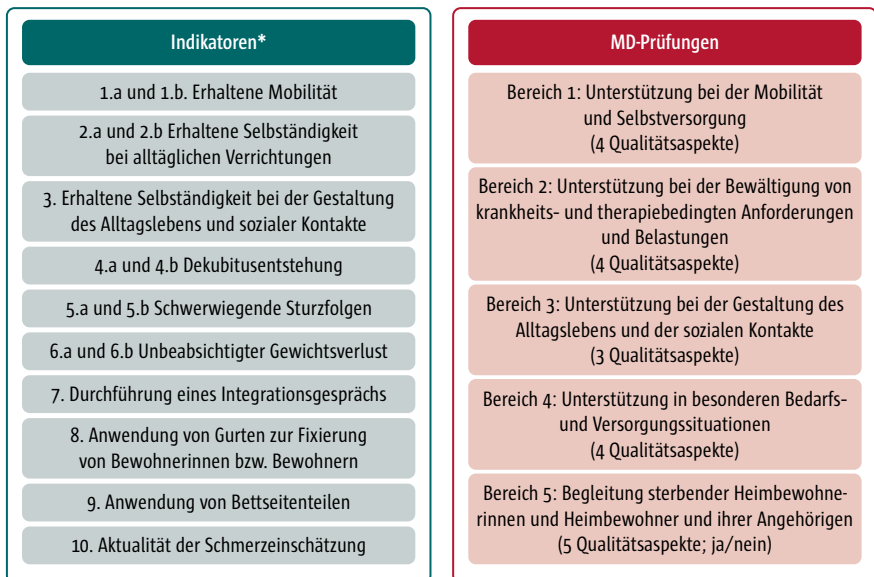 Indikatoren*
1.a und 1.b. Erhaltene Mobilität
2.a und 2.b Erhaltene Selbständigkeit
bei alltäglichen Verrichtungen
3. Erhaltene Selbständigkeit bei der Gestaltung
des Alltagslebens und sozialer Kontakte
4.a und 4.b Dekubitusentstehung
5.a und 5.b Schwerwiegende Sturzfolgen
6.a und 6.b Unbeabsichtigter Gewichtsverlust
7. Durchführung eines Integrationsgesprächs
8. Anwendung von Gurten zur Fixierung
von Bewohnerinnen bzw. Bewohnern
9. Anwendung von Bettseitenteilen
10. Aktualität der Schmerzeinschätzung
MD-Prüfungen
Bereich 1: Unterstützung bei der Mobilität
und Selbstversorgung
(4 Qualitätsaspekte)
Bereich 2: Unterstützung bei der Bewältigung von
krankheits- und therapiebedingten Anforderungen
und Belastungen
(4 Qualitätsaspekte)
Bereich 3: Unterstützung bei der Gestaltung des
Alltagslebens und der sozialen Kontakte
(3 Qualitätsaspekte)
Bereich 4: Unterstützung in besonderen Bedarfs-
und Versorgungssituationen
(4 Qualitätsaspekte)
Bereich 5: Begleitung sterbender Heimbewohne-
rinnen und Heimbewohner und ihrer Angehörigen
(5 Qualitätsaspekte; ja/nein)